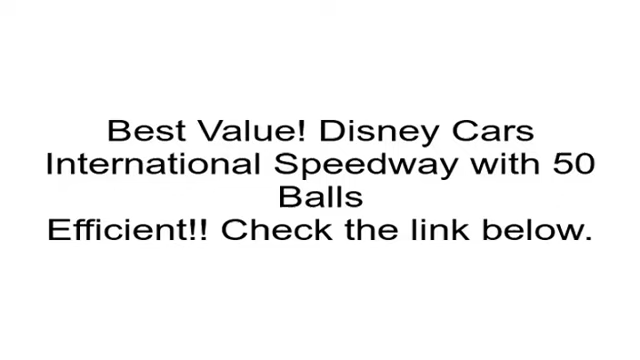 Best Value! Disney Cars
International Speedway with 50
Balls
Efficient!! Check the link below.